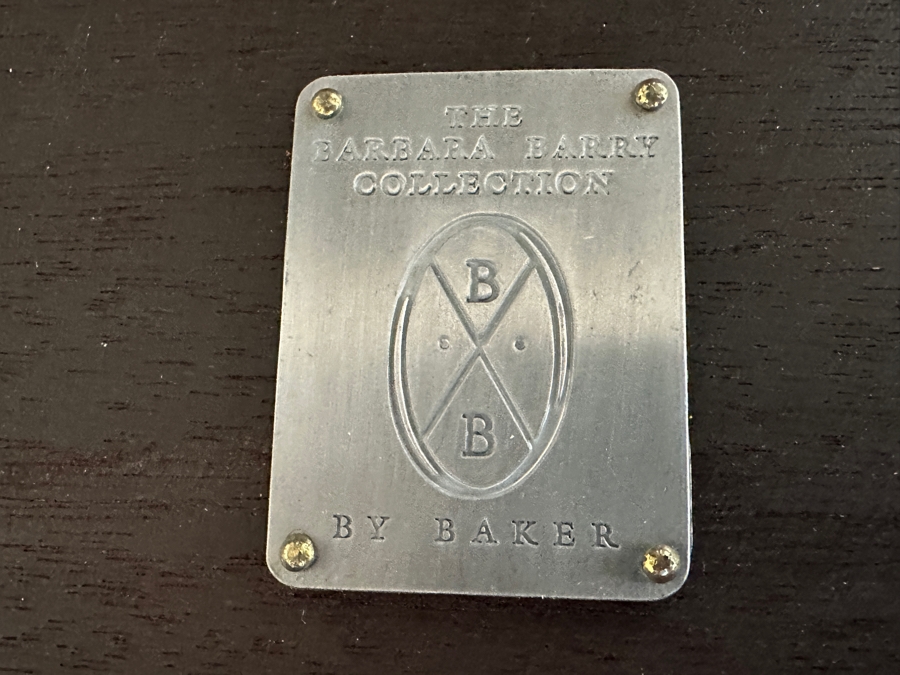 THE
BARBARA BARRY
COLLECTION
B
B
BY BAKER